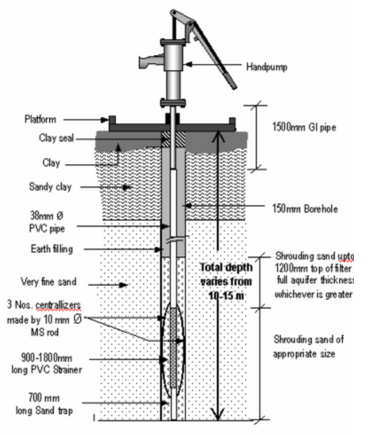 Handpump
Platform
1500mm GI pipe
Clay seal
Clay
Sandy clay
38mm Ø
PVC pipe
150mm Borehole
Earth filling
Total depth
varies from
10-15 m
Shrouding sand upto
1200mm top of filter
full aquifer thickness
whichever is greater
Very fine sand
3 Nos. centrallizers
made by 10 mm Ø
MS rod
Shrouding sand of
appropriate size
900-1800mm
long PVC Strainer
700 mm
long Sand trap